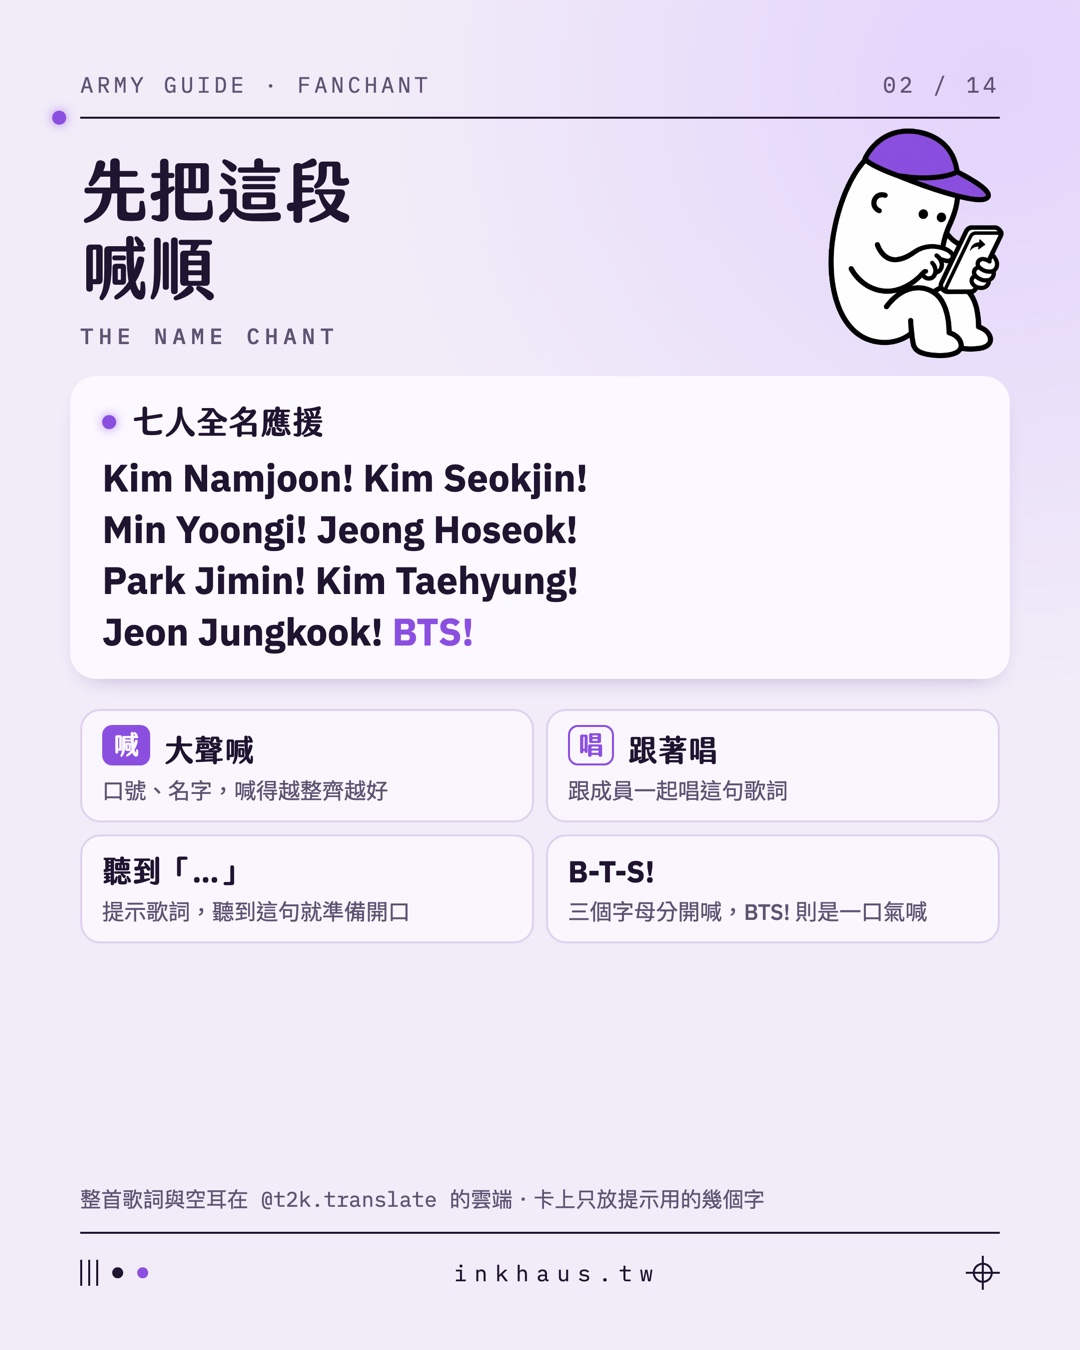 ARMY GUIDE · FANCHANT
02 / 14
先把這段
喊順
THE NAME CHANT
七人全名應援
Kim Namjoon! Kim Seokjin!
Min Yoongi! Jeong Hoseok!
Park Jimin! Kim Taehyung!
Jeon Jungkook! BTS!
喊 大聲喊
口號、名字，喊得越整齊越好
唱 跟著唱
跟成員一起唱這句歌詞
聽到「…」
提示歌詞，聽到這句就準備開口
B-T-S!
三個字母分開喊，BTS! 則是一口氣喊
整首歌詞與空耳在 @t2k.translate 的雲端 · 卡上只放提示用的幾個字
inkhaus.tw